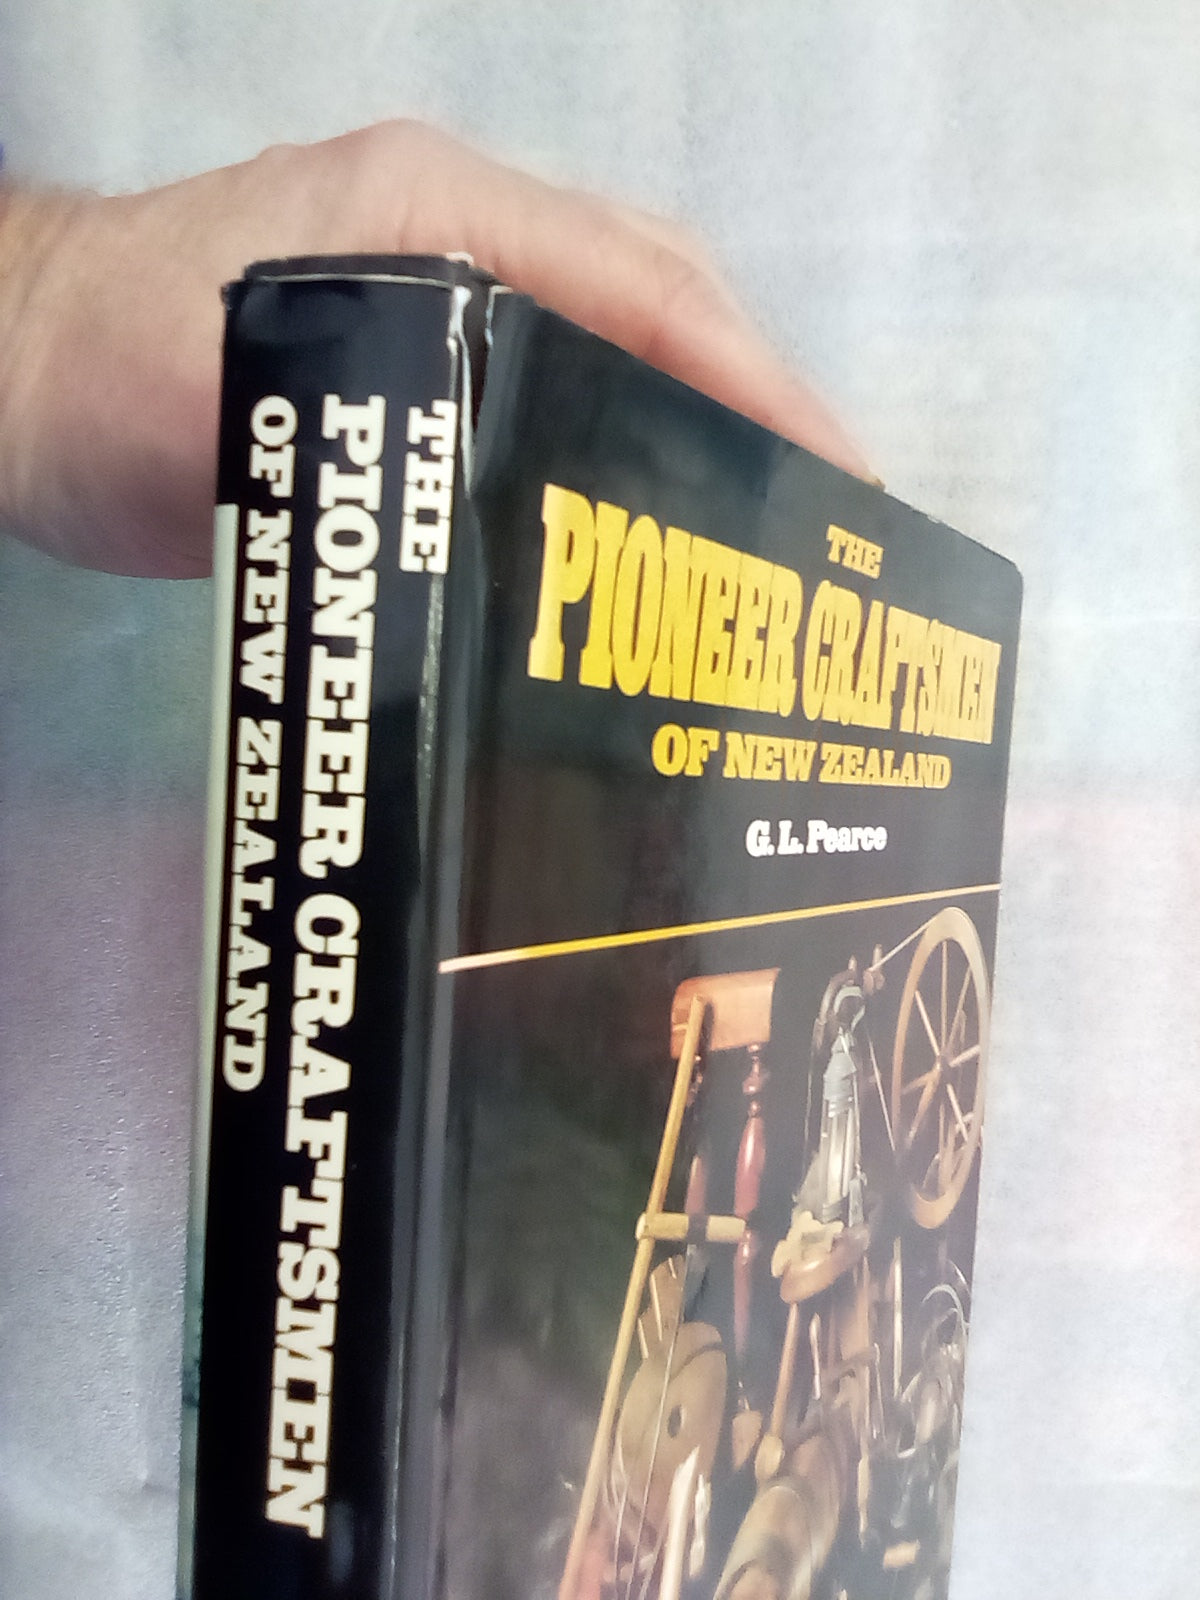 THE
PIONEER CRAFTSMEN
OF NEW ZEALAND
THE
PIONEER CRAFTSMEN
OF NEW ZEALAND
G. L. Pearce